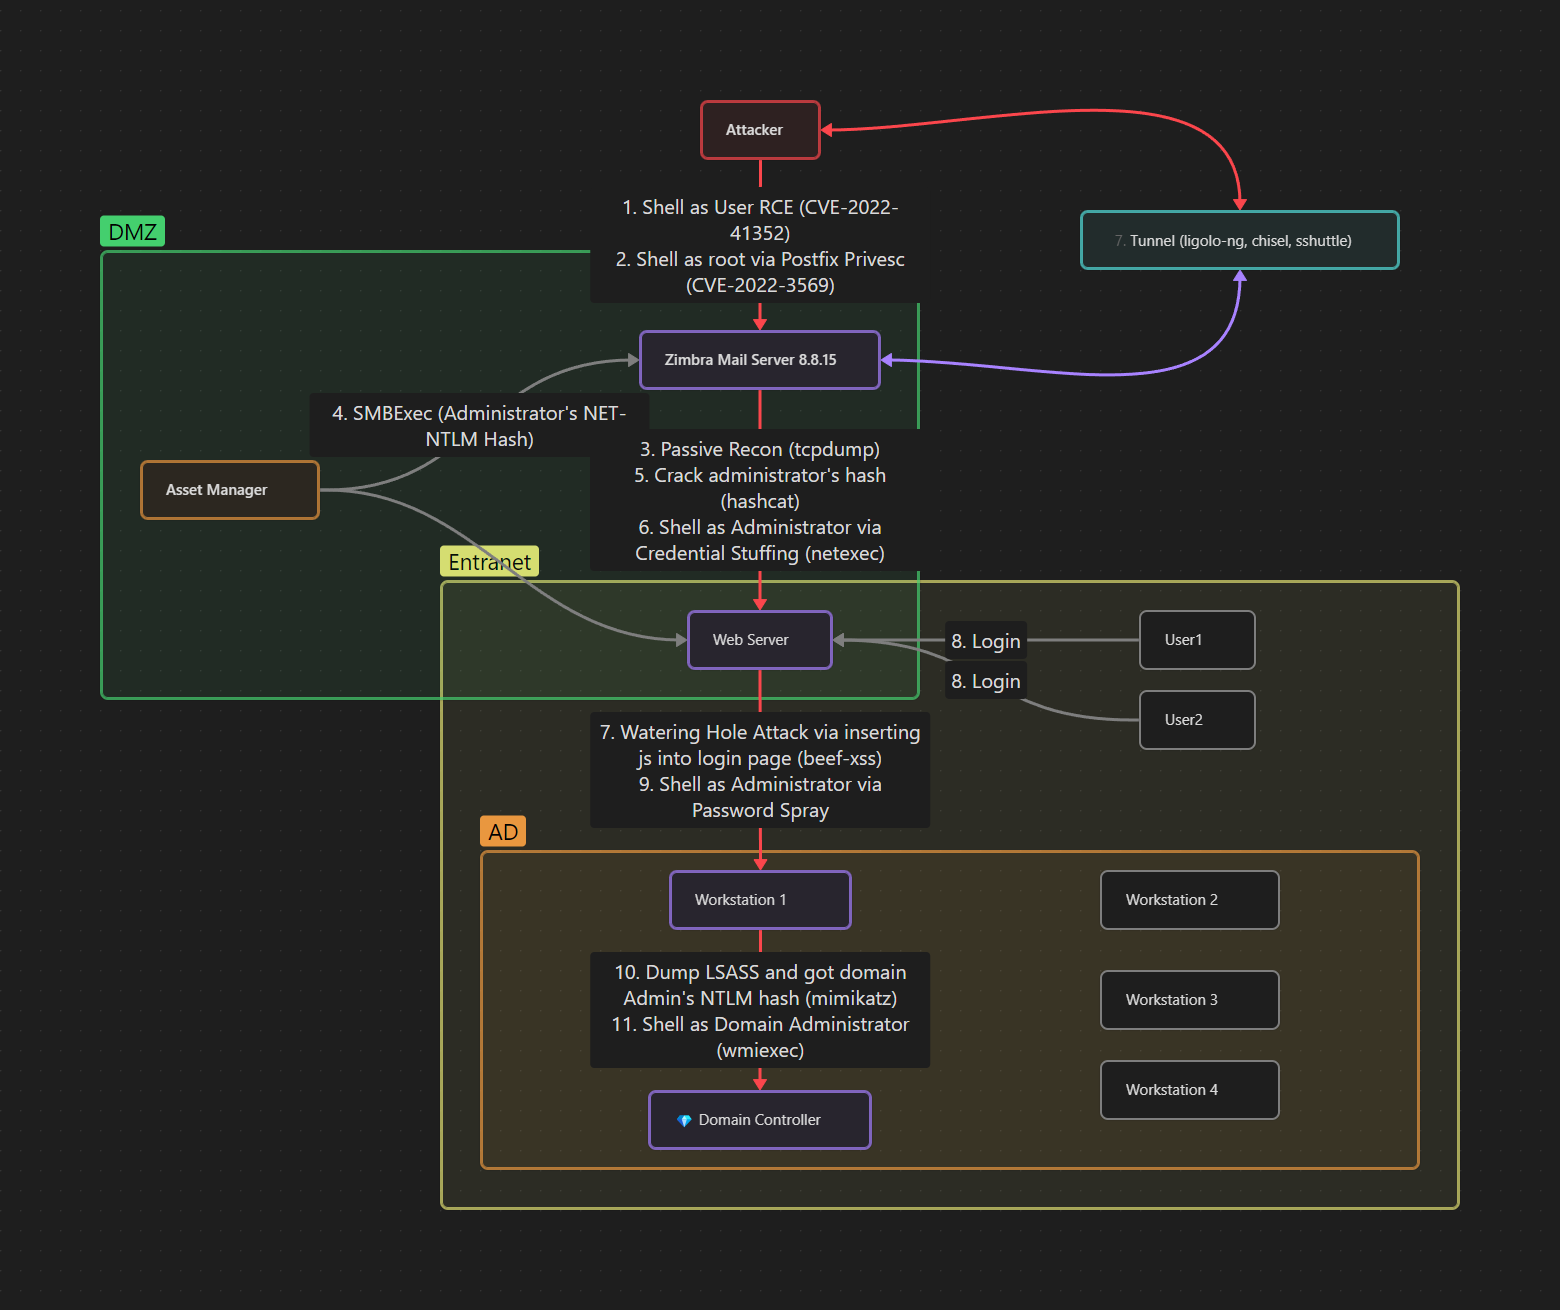 Attacker
1. Shell as User RCE (CVE-2022-
41352)
2. Shell as root via Postfix Privesc
(CVE-2022-3569)
7. Tunnel (ligolo-ng, chisel, sshuttle)
DMZ
Zimbra Mail Server 8.8.15
4. SMBExec (Administrator's NET-
NTLM Hash)
3. Passive Recon (tcpdump)
5. Crack administrator's hash
(hashcat)
6. Shell as Administrator via
Credential Stuffing (netexec)
Asset Manager
Entranet
Web Server
8. Login
User1
8. Login
User2
7. Watering Hole Attack via inserting
js into login page (beef-xss)
9. Shell as Administrator via
Password Spray
AD
Workstation 1
Workstation 2
10. Dump LSASS and got domain
Admin's NTLM hash (mimikatz)
11. Shell as Domain Administrator
(wmiexec)
Workstation 3
Workstation 4
💎 Domain Controller